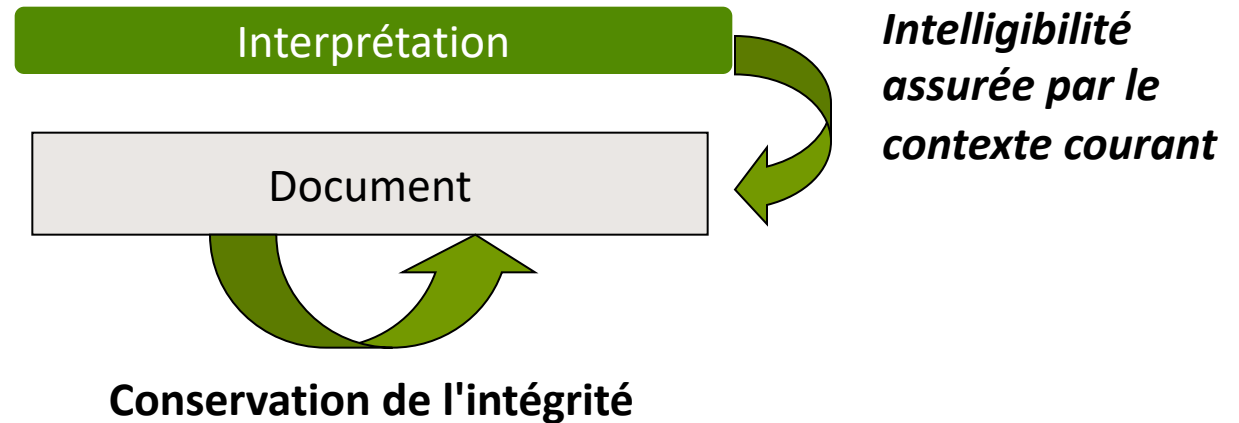 Interprétation
Intelligibilité
assurée par le
contexte courant
Document
Conservation de l'intégrité